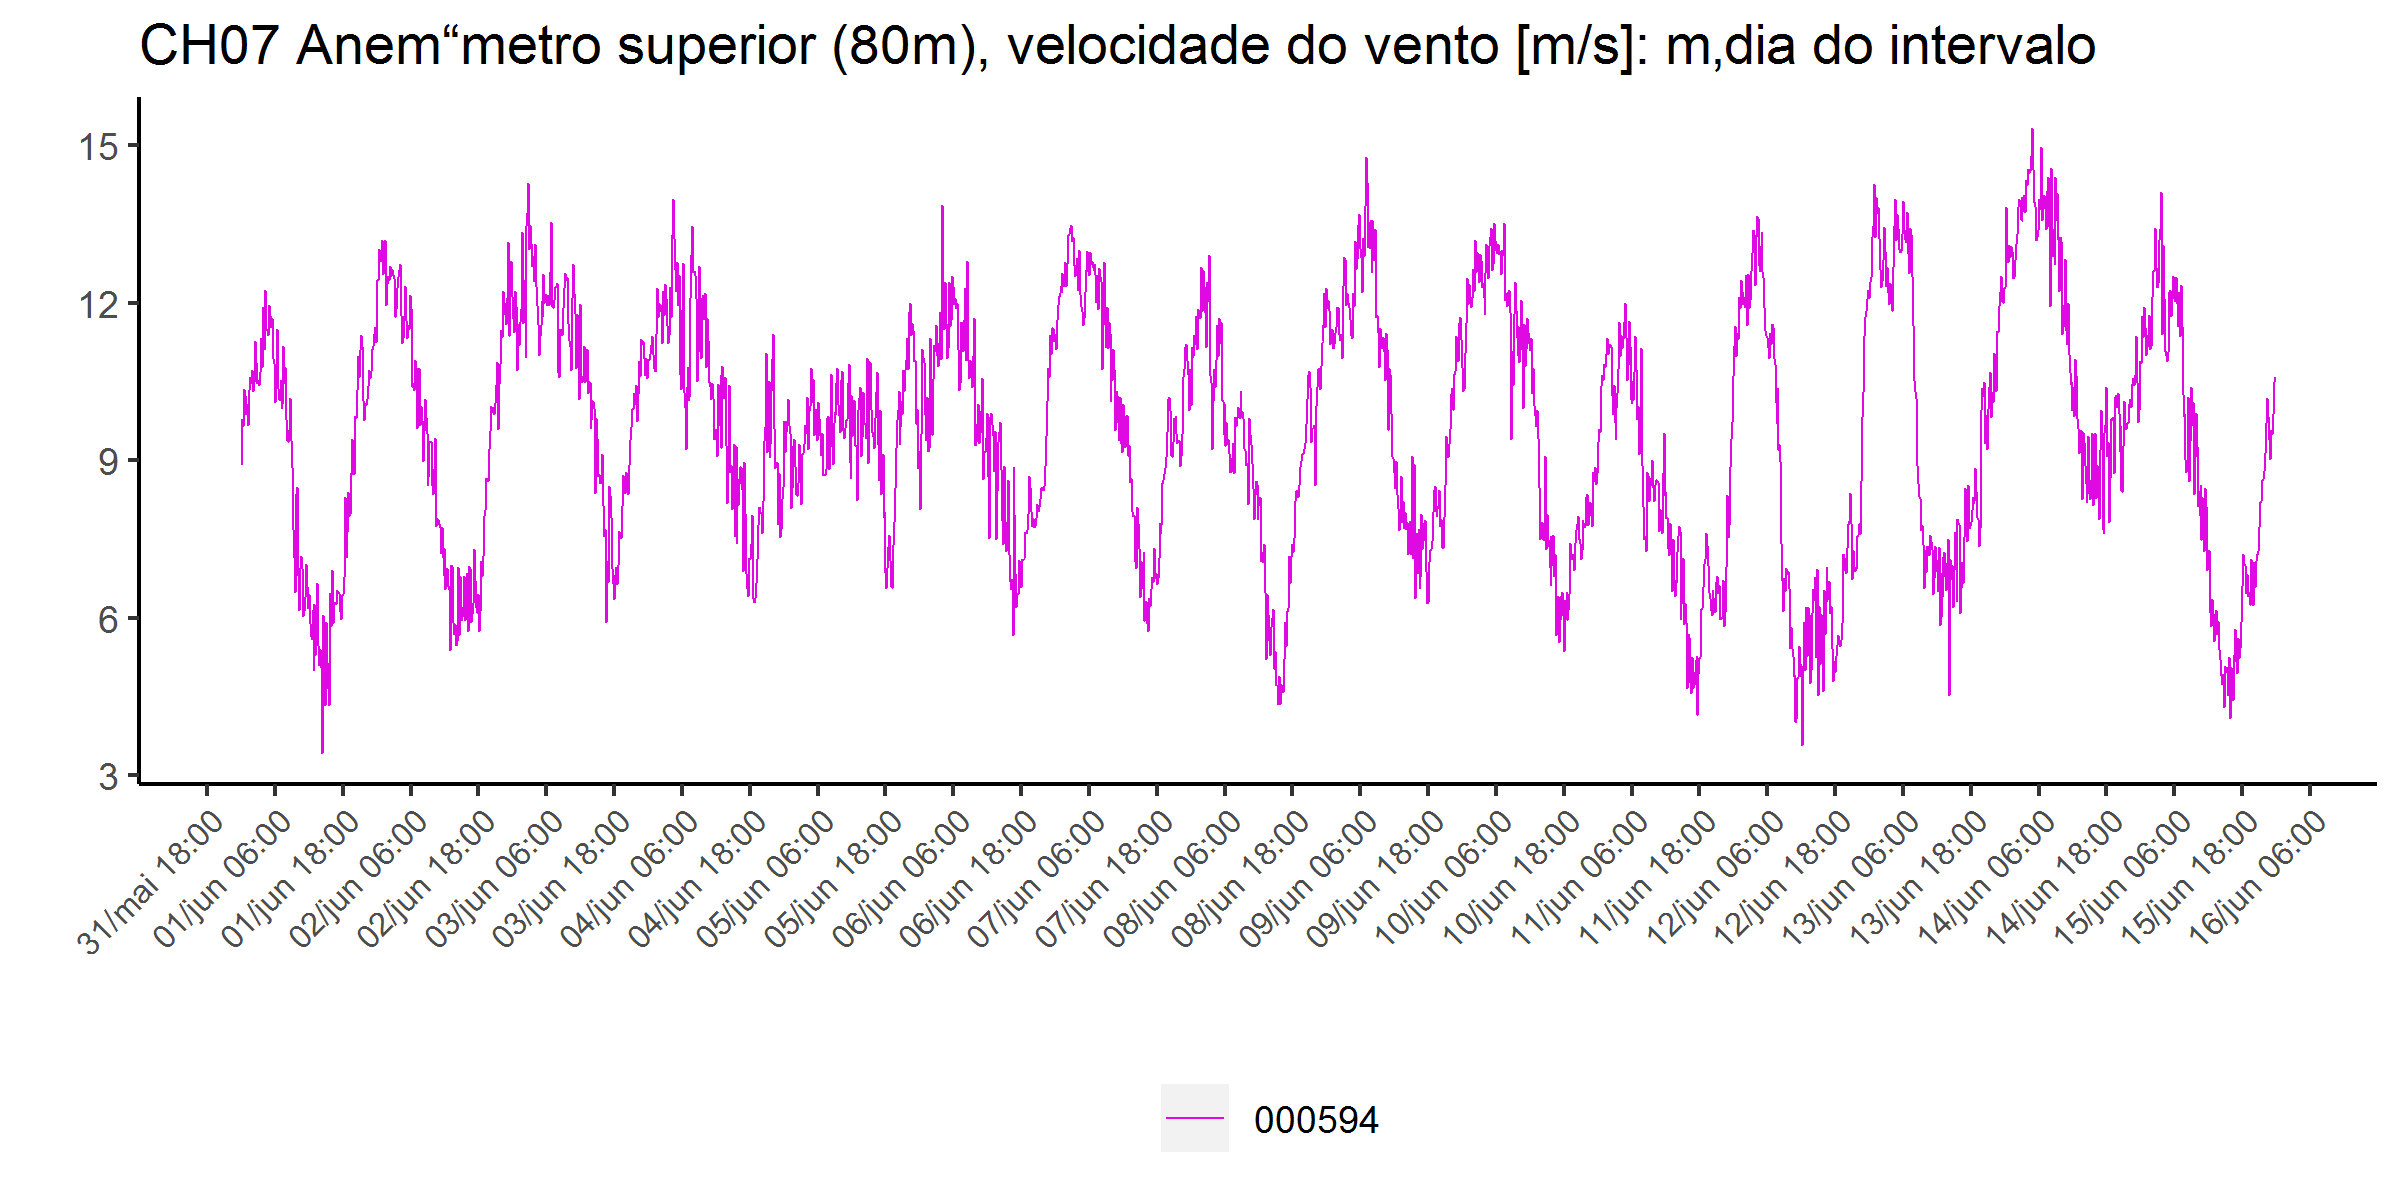 CH07 Anem“metro superior (80m), velocidade do vento [m/s]: m‚dia do intervalo
15
12
9
6
3
31/mai 18:00
01/jun 06:00
01/jun 18:00
02/jun 06:00
02/jun 18:00
03/jun 06:00
03/jun 18:00
04/jun 06:00
04/jun 18:00
05/jun 06:00
05/jun 18:00
06/jun 06:00
06/jun 18:00
07/jun 06:00
07/jun 18:00
08/jun 06:00
08/jun 18:00
09/jun 06:00
09/jun 18:00
10/jun 06:00
10/jun 18:00
11/jun 06:00
11/jun 18:00
12/jun 06:00
12/jun 18:00
13/jun 06:00
13/jun 18:00
14/jun 06:00
14/jun 18:00
15/jun 06:00
15/jun 18:00
16/jun 06:00
000594